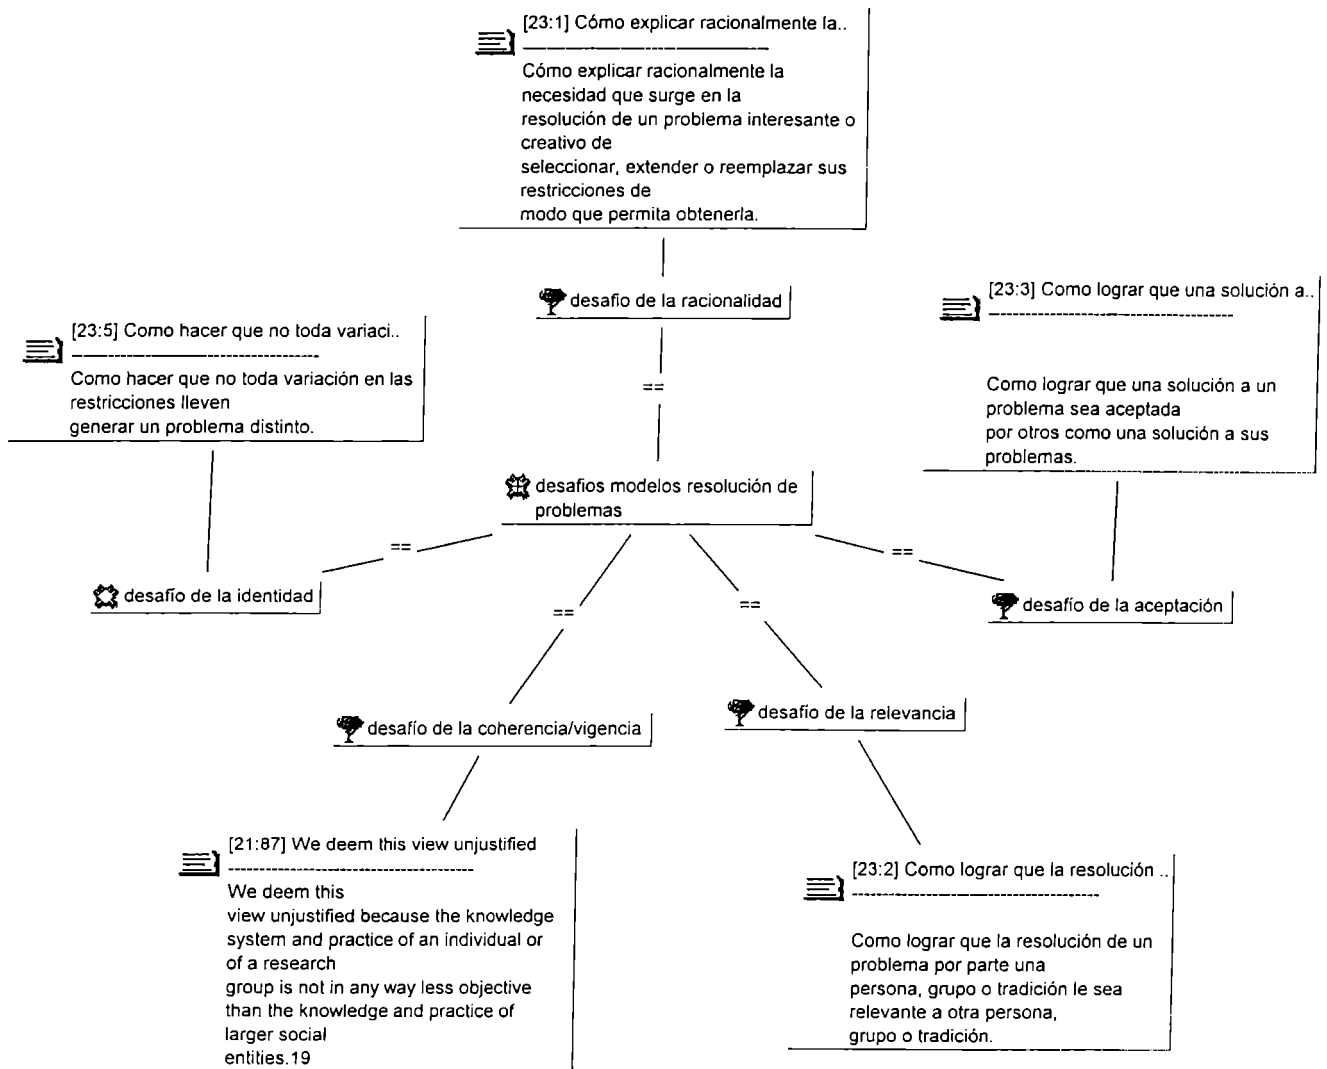 [23:1] Cómo explicar racionalmente la..
Cómo explicar racionalmente la
necesidad que surge en la
resolución de un problema interesante o
creativo de
seleccionar, extender o reemplazar sus
restricciones de
modo que permita obtenerla.
desafío de la racionalidad
[23:3] Como lograr que una solución a..
Como lograr que una solución a un
problema sea aceptada
por otros como una solución a sus
problemas.
[23:5] Como hacer que no toda variaci..
Como hacer que no toda variación en las
restricciones lleven
generar un problema distinto.
==
desafios modelos resolución de
problemas
==
==
desafío de la identidad
desafío de la aceptación
==
==
desafío de la coherencia/vigencia
desafío de la relevancia
[21:87] We deem this view unjustified
We deem this
view unjustified because the knowledge
system and practice of an individual or
of a research
group is not in any way less objective
than the knowledge and practice of
larger social
entities.19
[23:2] Como lograr que la resolución ..
Como lograr que la resolución de un
problema por parte una
persona, grupo o tradición le sea
relevante a otra persona,
grupo o tradición.